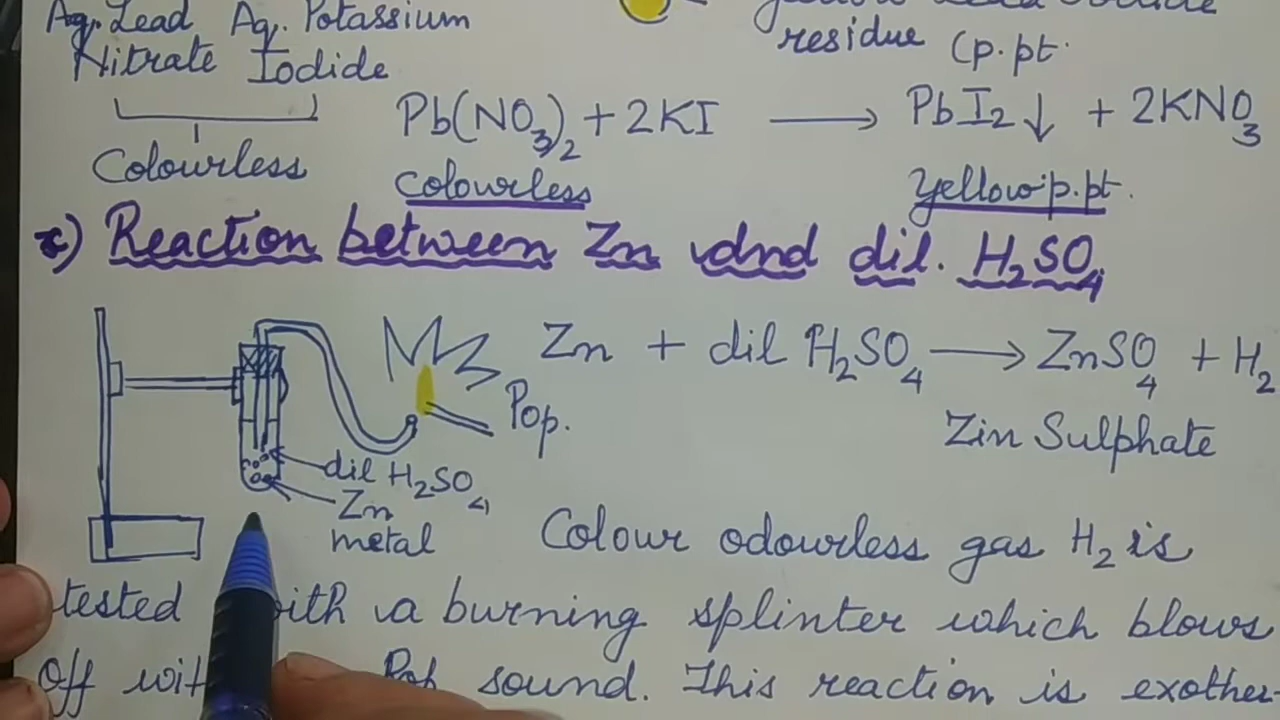 Aq. Lead Aq. Potassium
Nitrate Iodide
Colourless
residue (p.pt.
Pb(NO3)2 + 2KI → PbI2↓ + 2KNO3
colourless
yellow p.pt.
c) Reaction between Zn and dil. H2SO4
Zn + dil H2SO4 → ZnSO4 + H2
Zin Sulphate
Pop.
dil H2SO4
Zn
metal
Colour odourless gas H2 is
tested with a burning splinter which blows
off Pop sound. This reaction is exother-